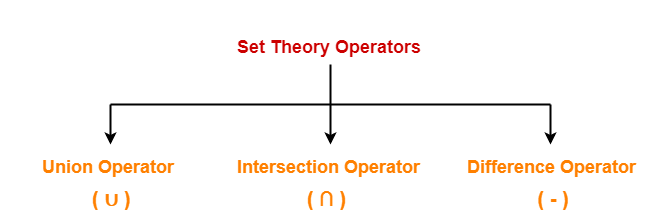 Set Theory Operators
Union Operator Intersection Operator Difference Operator
( ∪ ) ( ∩ ) ( - )